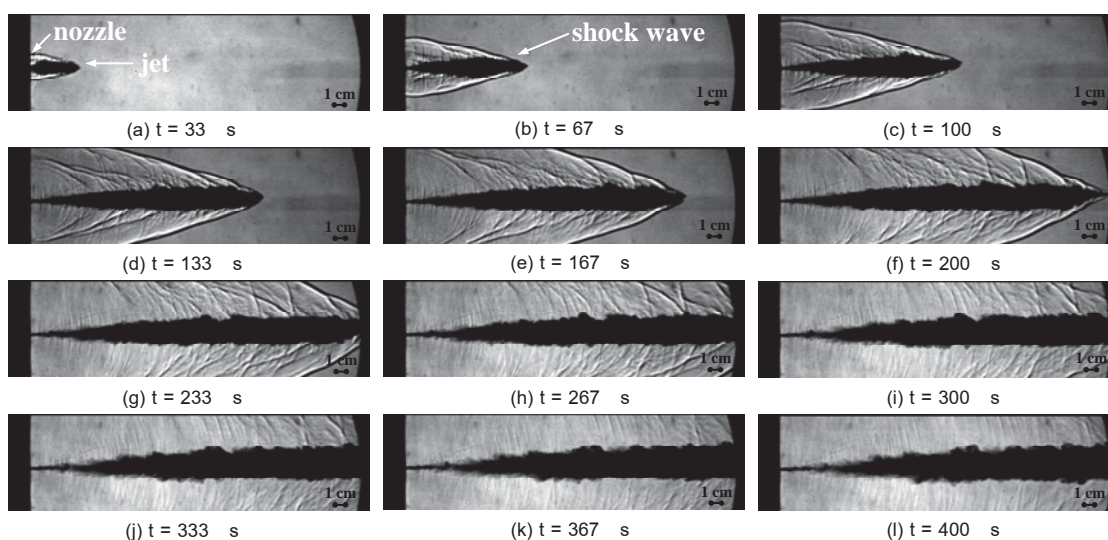 nozzle
jet
1 cm
shock wave
1 cm
1 cm
(a) t = 33 s
(b) t = 67 s
(c) t = 100 s
1 cm
1 cm
1 cm
(d) t = 133 s
(e) t = 167 s
(f) t = 200 s
1 cm
1 cm
1 cm
(g) t = 233 s
(h) t = 267 s
(i) t = 300 s
1 cm
1 cm
1 cm
(j) t = 333 s
(k) t = 367 s
(l) t = 400 s